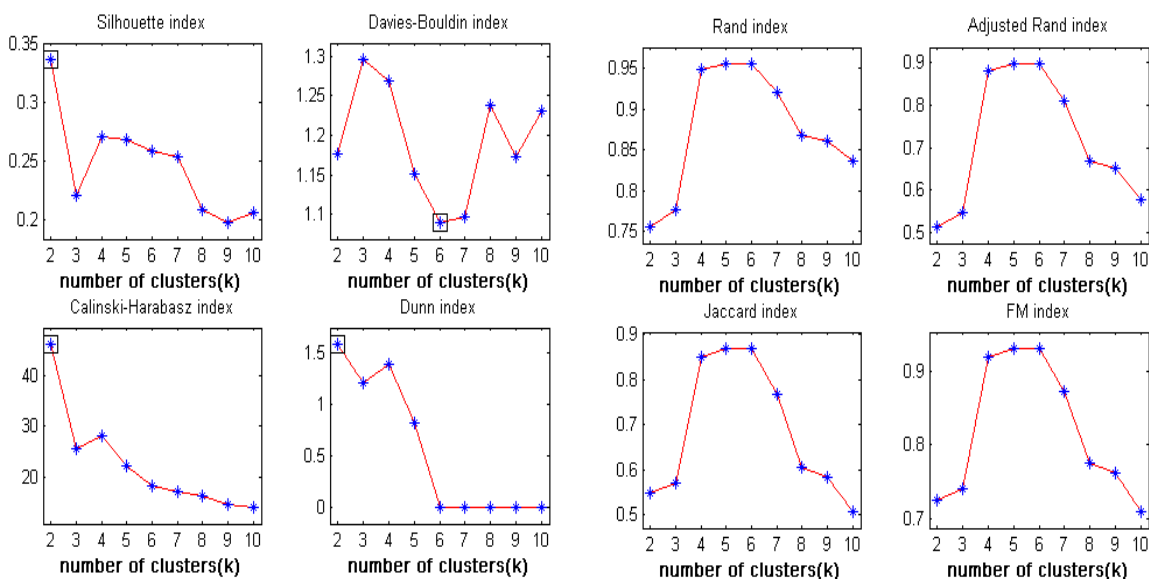 Silhouette index
0.35
0.3
0.25
0.2
2 3 4 5 6 7 8 9 10
number of clusters(k)
Davies-Bouldin index
1.3
1.25
1.2
1.15
1.1
2 3 4 5 6 7 8 9 10
number of clusters(k)
Rand index
0.95
0.9
0.85
0.8
0.75
2 3 4 5 6 7 8 9 10
number of clusters(k)
Adjusted Rand index
0.9
0.8
0.7
0.6
0.5
2 3 4 5 6 7 8 9 10
number of clusters(k)
Calinski-Harabasz index
40
30
20
2 3 4 5 6 7 8 9 10
number of clusters(k)
Dunn index
1.5
1
0.5
0
2 3 4 5 6 7 8 9 10
number of clusters(k)
Jaccard index
0.9
0.8
0.7
0.6
0.5
2 3 4 5 6 7 8 9 10
number of clusters(k)
FM index
0.9
0.8
0.7
2 3 4 5 6 7 8 9 10
number of clusters(k)